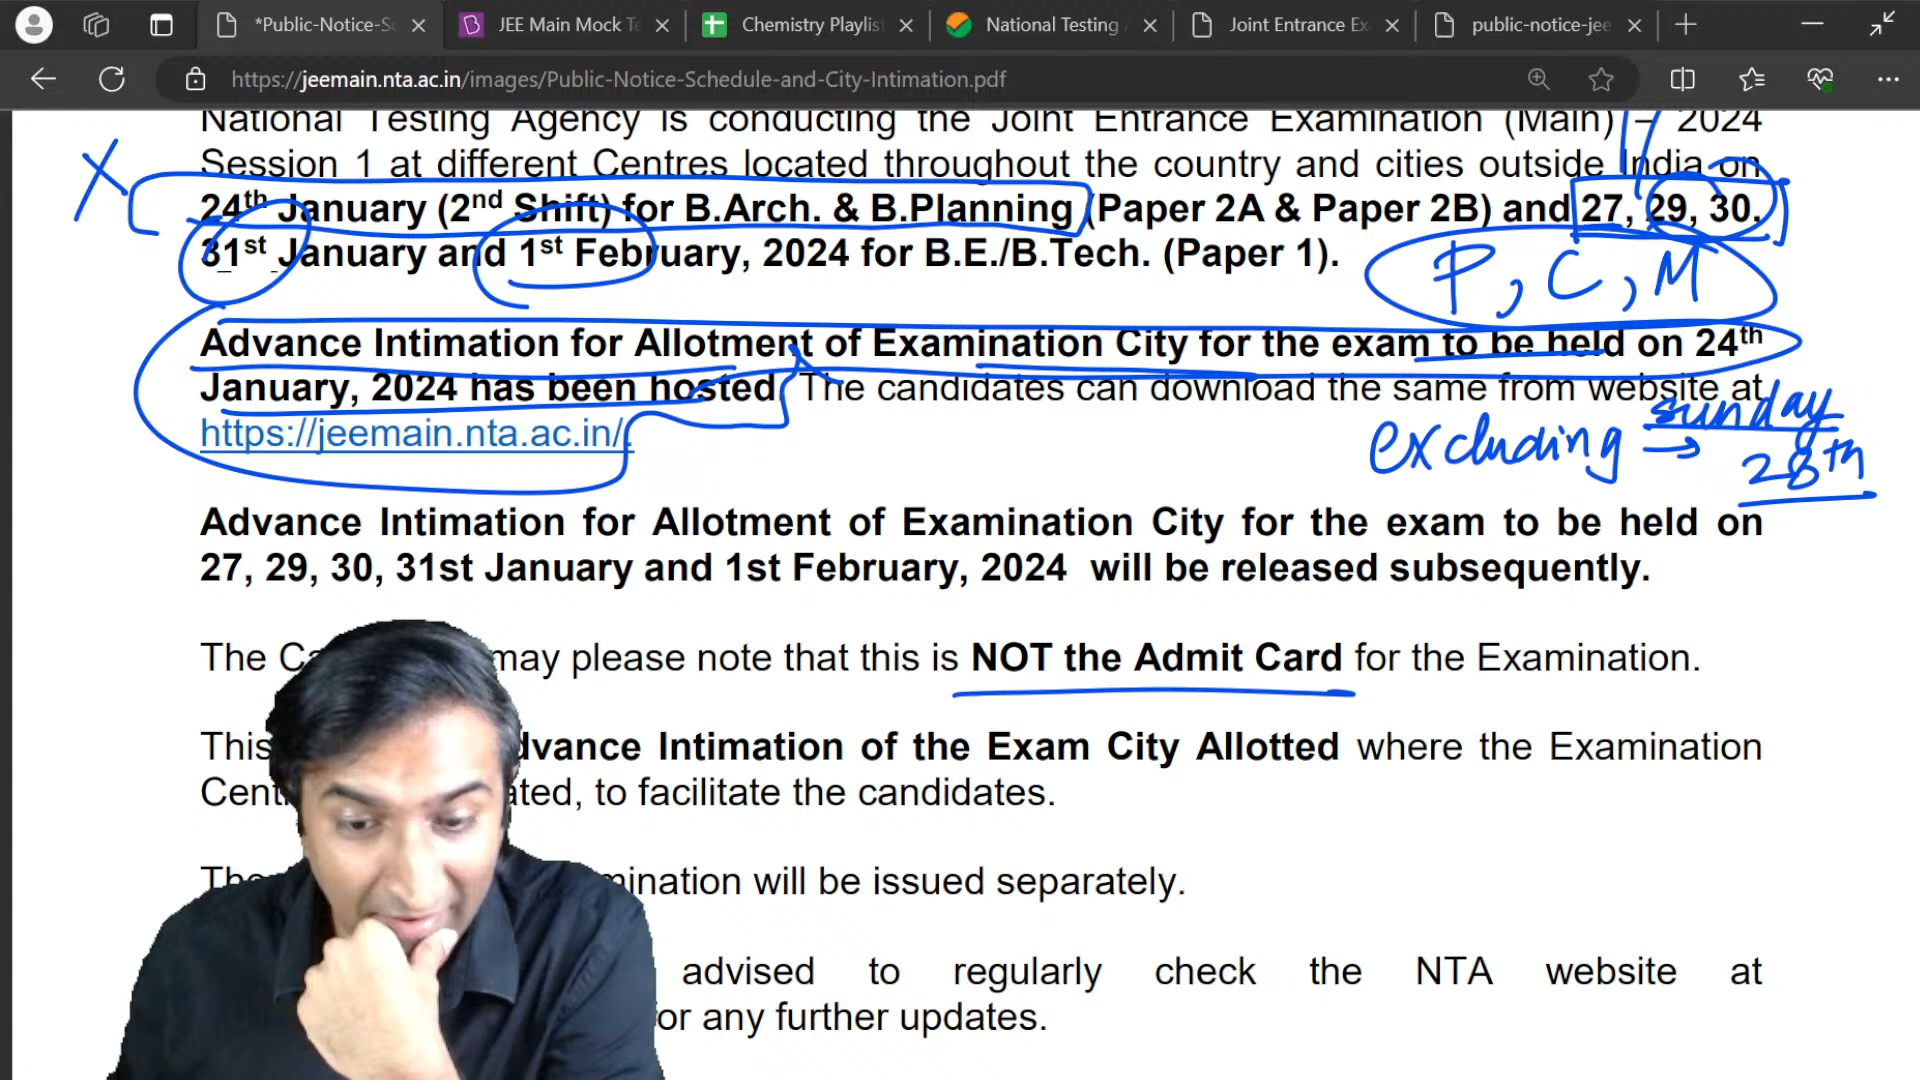 *Public-Notice-Sc
JEE Main Mock Te
Chemistry Playlis
National Testing
Joint Entrance Ex
public-notice-jee
https://jeemain.nta.ac.in/images/Public-Notice-Schedule-and-City-Intimation.pdf
National Testing Agency is conducting the Joint Entrance Examination (Main) – 2024
Session 1 at different Centres located throughout the country and cities outside India on
24th January (2nd Shift) for B.Arch. & B.Planning (Paper 2A & Paper 2B) and 27, 29, 30,
31st January and 1st February, 2024 for B.E./B.Tech. (Paper 1).
P, C, M
Advance Intimation for Allotment of Examination City for the exam to be held on 24th
January, 2024 has been hosted. The candidates can download the same from website at
https://jeemain.nta.ac.in/.
excluding → sunday
28th
Advance Intimation for Allotment of Examination City for the exam to be held on
27, 29, 30, 31st January and 1st February, 2024 will be released subsequently.
The may please note that this is NOT the Admit Card for the Examination.
This dvance Intimation of the Exam City Allotted where the Examination
Cent ated, to facilitate the candidates.
The mination will be issued separately.
advised to regularly check the NTA website at
or any further updates.